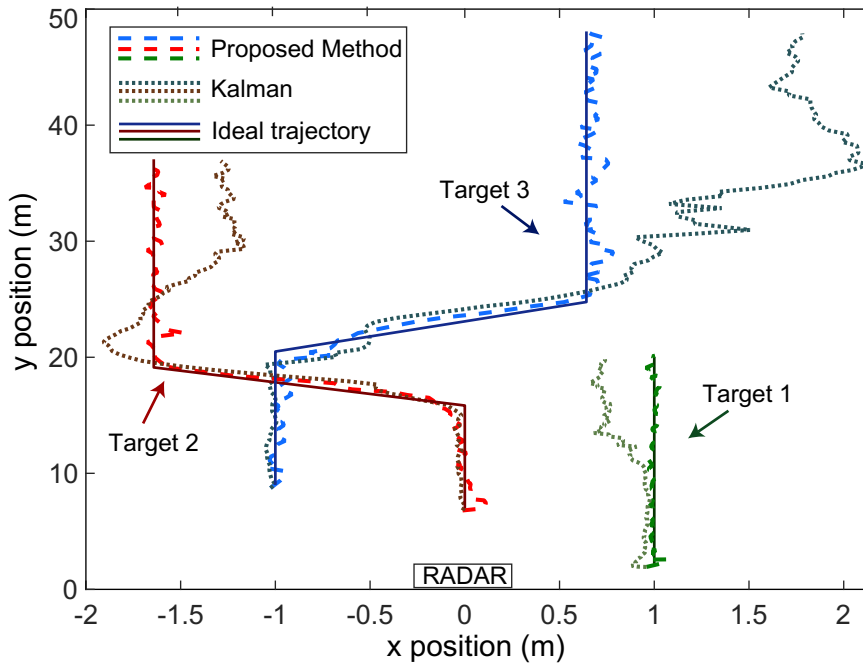 50
40
30
20
10
0
y position (m)
Proposed Method
Kalman
Ideal trajectory
Target 3
Target 1
Target 2
RADAR
-2 -1.5 -1 -0.5 0 0.5 1 1.5 2
x position (m)